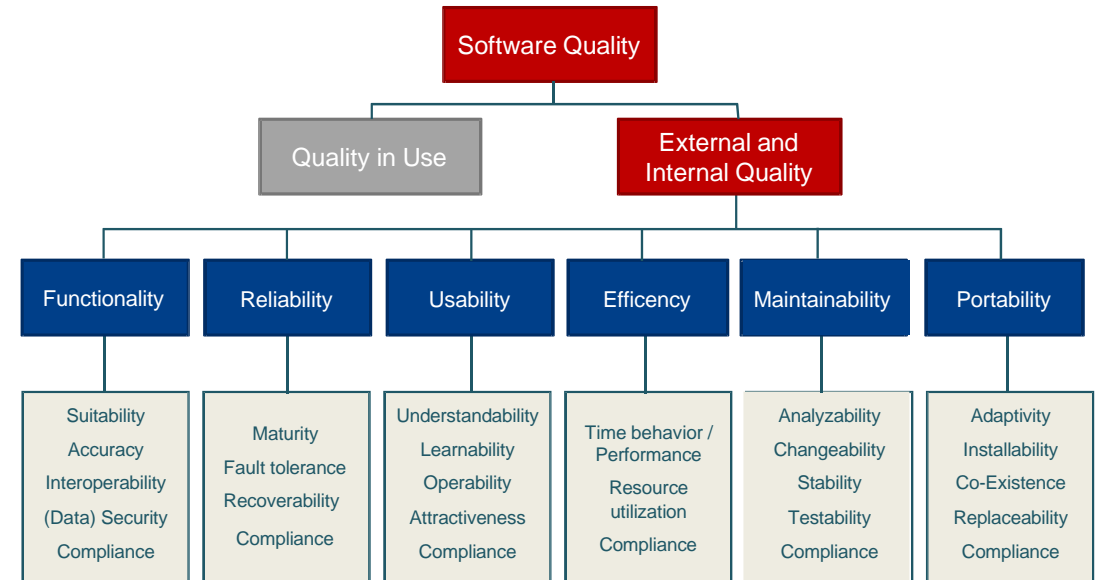 Software Quality
Quality in Use
External and
Internal Quality
Functionality
Reliability
Usability
Efficency
Maintainability
Portability
Suitability
Accuracy
Interoperability
(Data) Security
Compliance
Maturity
Fault tolerance
Recoverability
Compliance
Understandability
Learnability
Operability
Attractiveness
Compliance
Time behavior /
Performance
Resource
utilization
Compliance
Analyzability
Changeability
Stability
Testability
Compliance
Adaptivity
Installability
Co-Existence
Replaceability
Compliance